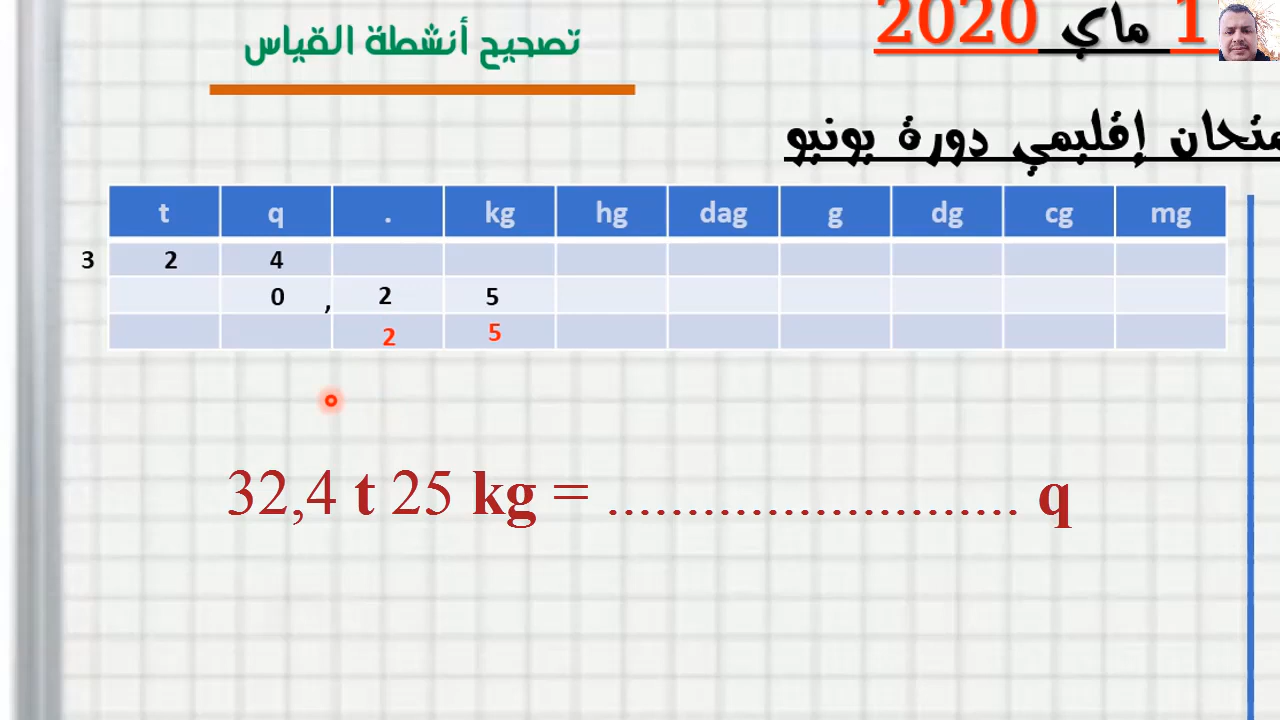 1 ماي 2020
تصحيح أنشطة القياس
إقليمي دورة يونيو
t q . kg hg dag g dg cg mg
3 2 4
0 , 2 5
2 5
32,4 t 25 kg = .......................... q